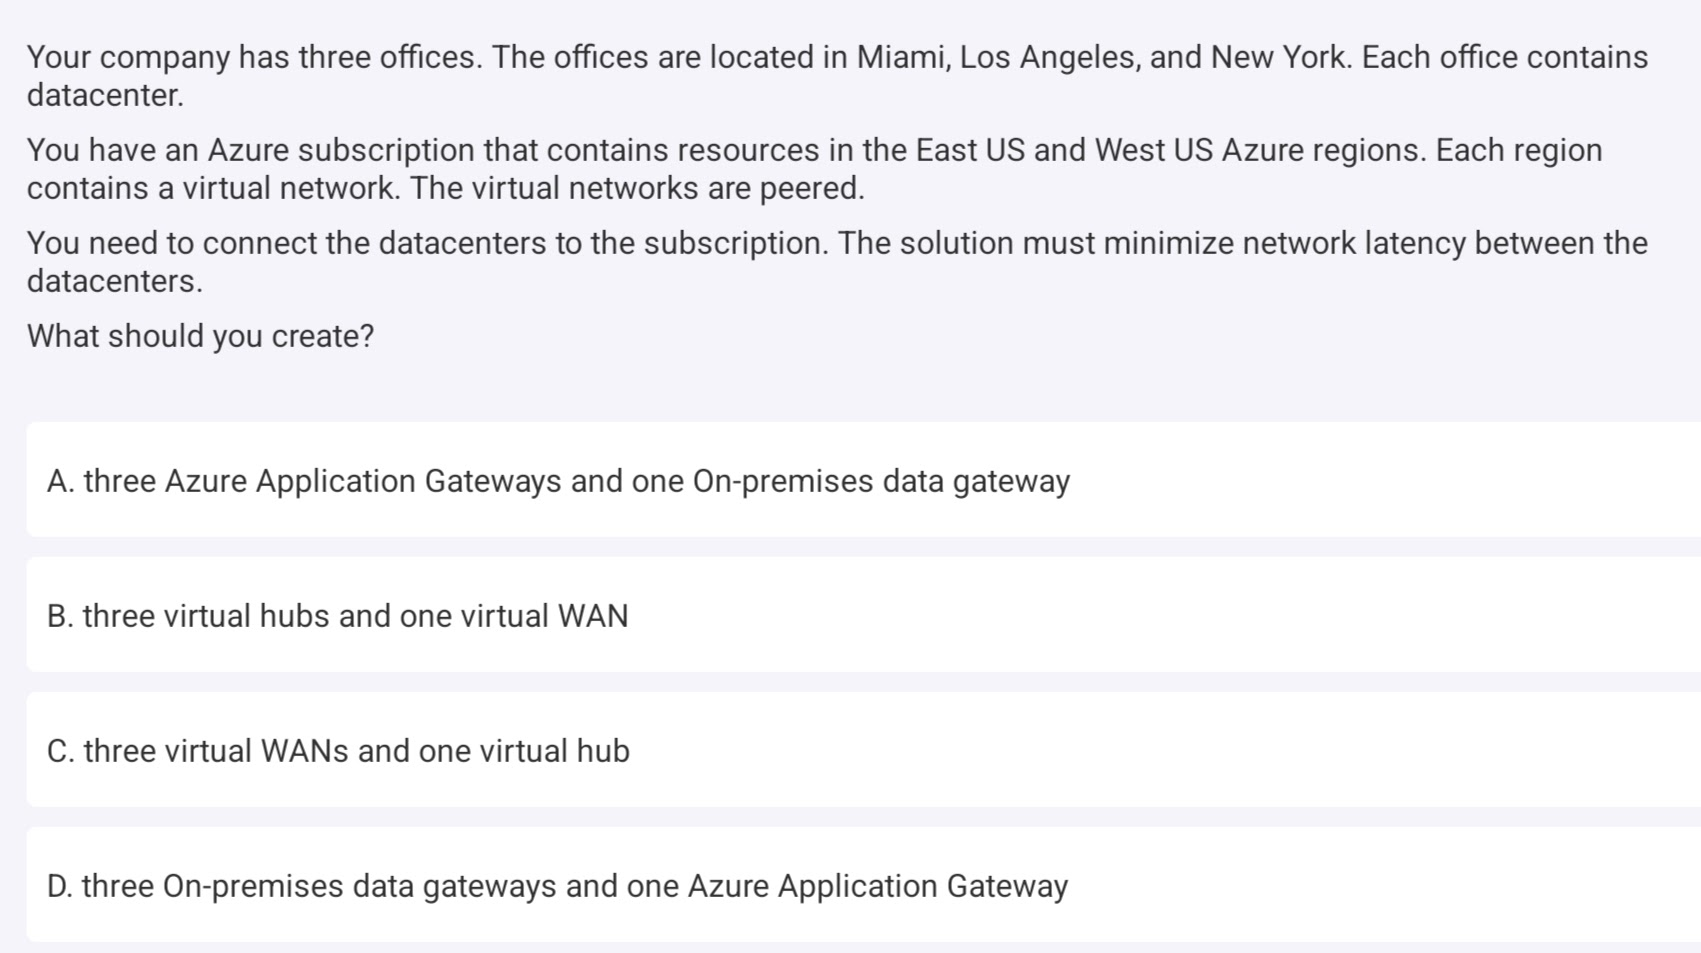 Your company has three offices. The offices are located in Miami, Los Angeles, and New York. Each office contains
datacenter.
You have an Azure subscription that contains resources in the East US and West US Azure regions. Each region
contains a virtual network. The virtual networks are peered.
You need to connect the datacenters to the subscription. The solution must minimize network latency between the
datacenters.
What should you create?
A. three Azure Application Gateways and one On-premises data gateway
B. three virtual hubs and one virtual WAN
C. three virtual WANs and one virtual hub
D. three On-premises data gateways and one Azure Application Gateway